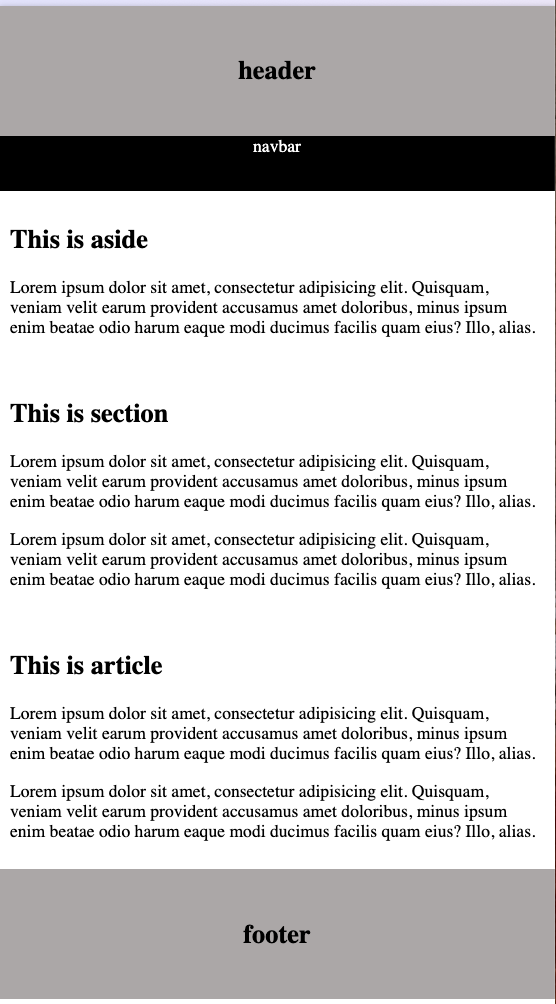 header
navbar
This is aside
Lorem ipsum dolor sit amet, consectetur adipisicing elit. Quisquam,
veniam velit earum provident accusamus amet doloribus, minus ipsum
enim beatae odio harum eaque modi ducimus facilis quam eius? Illo, alias.
This is section
Lorem ipsum dolor sit amet, consectetur adipisicing elit. Quisquam,
veniam velit earum provident accusamus amet doloribus, minus ipsum
enim beatae odio harum eaque modi ducimus facilis quam eius? Illo, alias.
Lorem ipsum dolor sit amet, consectetur adipisicing elit. Quisquam,
veniam velit earum provident accusamus amet doloribus, minus ipsum
enim beatae odio harum eaque modi ducimus facilis quam eius? Illo, alias.
This is article
Lorem ipsum dolor sit amet, consectetur adipisicing elit. Quisquam,
veniam velit earum provident accusamus amet doloribus, minus ipsum
enim beatae odio harum eaque modi ducimus facilis quam eius? Illo, alias.
Lorem ipsum dolor sit amet, consectetur adipisicing elit. Quisquam,
veniam velit earum provident accusamus amet doloribus, minus ipsum
enim beatae odio harum eaque modi ducimus facilis quam eius? Illo, alias.
footer